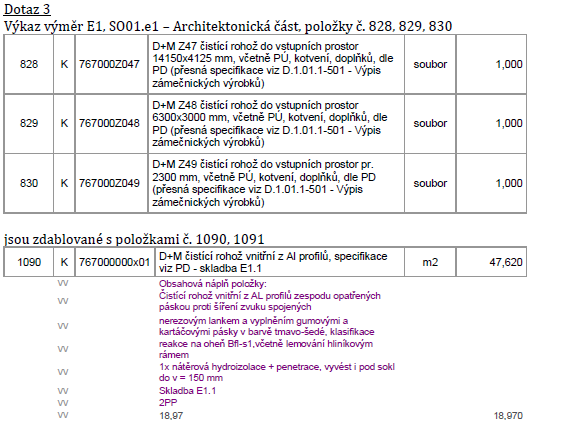 Dotaz 3
Výkaz výměr E1, SO01.e1 – Architektonická část, položky č. 828, 829, 830
828 K 767000Z047 D+M Z47 čistící rohož do vstupních prostor
14150x4125 mm, včetně PÚ, kotvení, doplňků, dle
PD (přesná specifikace viz D.1.01.1-501 - Výpis
zámečnických výrobků) soubor 1,000
829 K 767000Z048 D+M Z48 čistící rohož do vstupních prostor
6300x3000 mm, včetně PÚ, kotvení, doplňků, dle
PD (přesná specifikace viz D.1.01.1-501 - Výpis
zámečnických výrobků) soubor 1,000
830 K 767000Z049 D+M Z49 čistící rohož do vstupních prostor pr.
2300 mm, včetně PÚ, kotvení, doplňků, dle PD
(přesná specifikace viz D.1.01.1-501 - Výpis
zámečnických výrobků) soubor 1,000
jsou zdablované s položkami č. 1090, 1091
1090 K 767000000x01 D+M čistící rohož vnitřní z Al profilů, specifikace
viz PD - skladba E1.1 m2 47,620
VV Obsahová náplň položky:
VV Čistící rohož vnitřní z AL profilů zespodu opatřených
páskou proti šíření zvuku spojených
VV nerezovým lankem a vyplněním gumovými a
kartáčovými pásky v barvě tmavo-šedé, klasifikace
reakce na oheň Bfl-s1,včetně lemování hliníkovým
rámem
VV 1x nátěrová hydroizolace + penetrace, vyvést i pod sokl
do v = 150 mm
VV Skladba E1.1
VV 2PP
VV 18,97 18,970